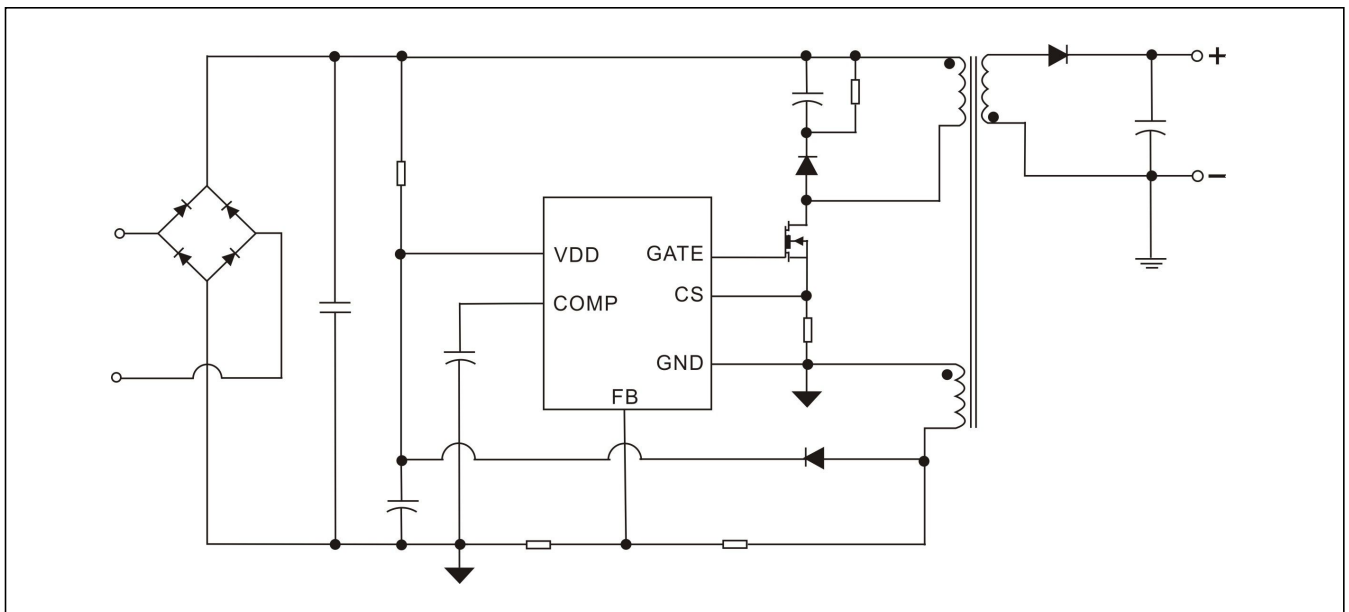 +
−
VDD
GATE
COMP
CS
GND
FB